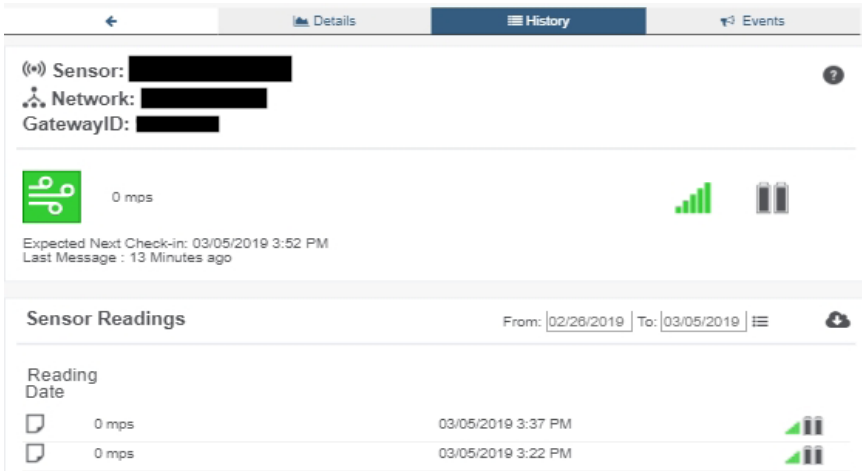 Details History Events
Sensor:
Network:
GatewayID:
0 mps
Expected Next Check-in: 03/05/2019 3:52 PM
Last Message : 13 Minutes ago
Sensor Readings From: 02/26/2019 To: 03/05/2019
Reading
Date
0 mps 03/05/2019 3:37 PM
0 mps 03/05/2019 3:22 PM